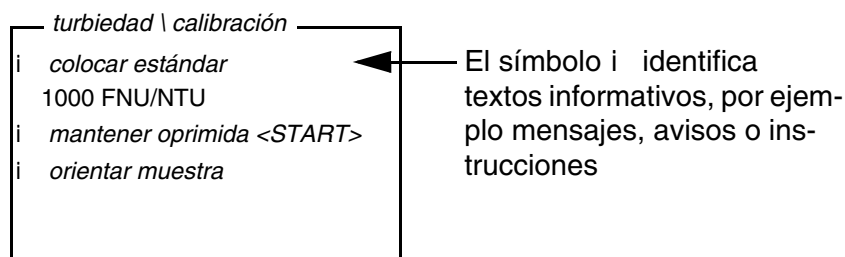 turbiedad \ calibración
i colocar estándar
1000 FNU/NTU
i mantener oprimida <START>
i orientar muestra
El símbolo i identifica
textos informativos, por ejem-
plo mensajes, avisos o ins-
trucciones